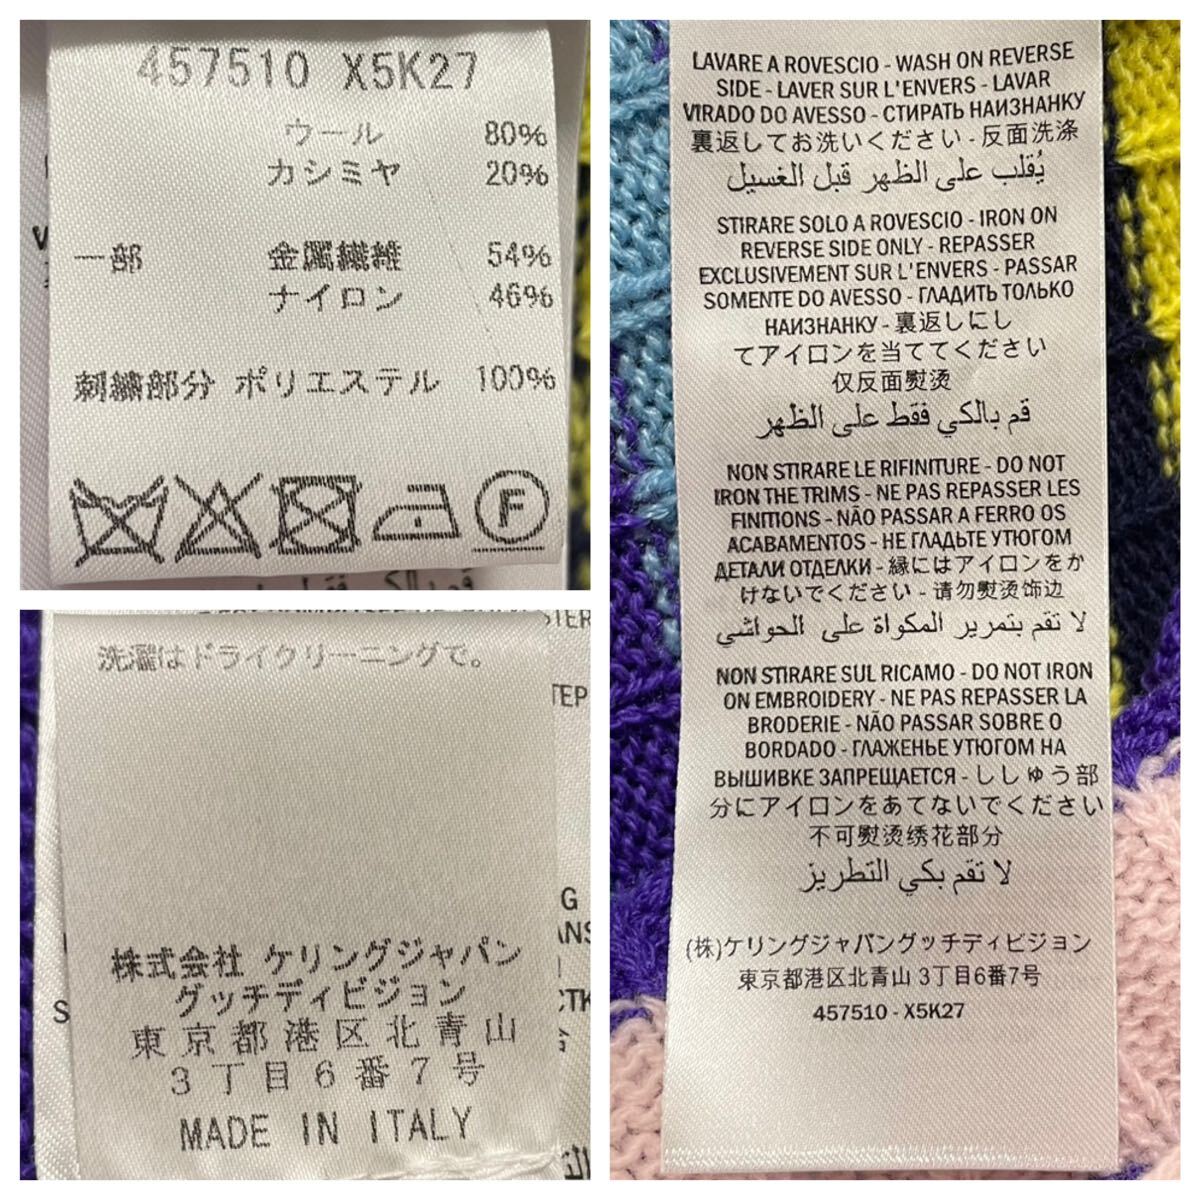 457510 X5K27
ウール 80%
カシミヤ 20%
一部 金属繊維 54%
ナイロン 46%
刺繍部分 ポリエステル 100%
F
洗濯はドライクリーニングで。
株式会社 ケリングジャパン
グッチディビジョン
東京都港区北青山
3丁目6番7号
MADE IN ITALY
LAVARE A ROVESCIO - WASH ON REVERSE
SIDE - LAVER SUR L'ENVERS - LAVAR
VIRADO DO AVESSO - СТИРАТЬ НАИЗНАНКУ
裏返してお洗いください - 反面洗涤
يُقلب على الظهر قبل الغسيل
STIRARE SOLO A ROVESCIO - IRON ON
REVERSE SIDE ONLY - REPASSER
EXCLUSIVEMENT SUR L'ENVERS - PASSAR
SOMENTE DO AVESSO - ГЛАДИТЬ ТОЛЬКО
НАИЗНАНКУ - 裏返しにし
てアイロンを当ててください
仅反面熨烫
قم بالكي فقط على الظهر
NON STIRARE LE RIFINITURE - DO NOT
IRON THE TRIMS - NE PAS REPASSER LES
FINITIONS - NÃO PASSAR A FERRO OS
ACABAMENTOS - НЕ ГЛАДЬТЕ УТЮГОМ
ДЕТАЛИ ОТДЕЛКИ - 縁にはアイロンをか
けないでください - 请勿熨烫饰边
لا تقم بتمرير المكواة على الحواشي
NON STIRARE SUL RICAMO - DO NOT IRON
ON EMBROIDERY - NE PAS REPASSER LA
BRODERIE - NÃO PASSAR SOBRE O
BORDADO - ГЛАЖЕНЬЕ УТЮГОМ НА
ВЫШИВКЕ ЗАПРЕЩАЕТСЯ - ししゅう部
分にアイロンをあてないでください
不可熨烫绣花部分
لا تقم بكي التطريز
(株)ケリングジャパングッチディビジョン
東京都港区北青山 3丁目6番7号
457510 - X5K27